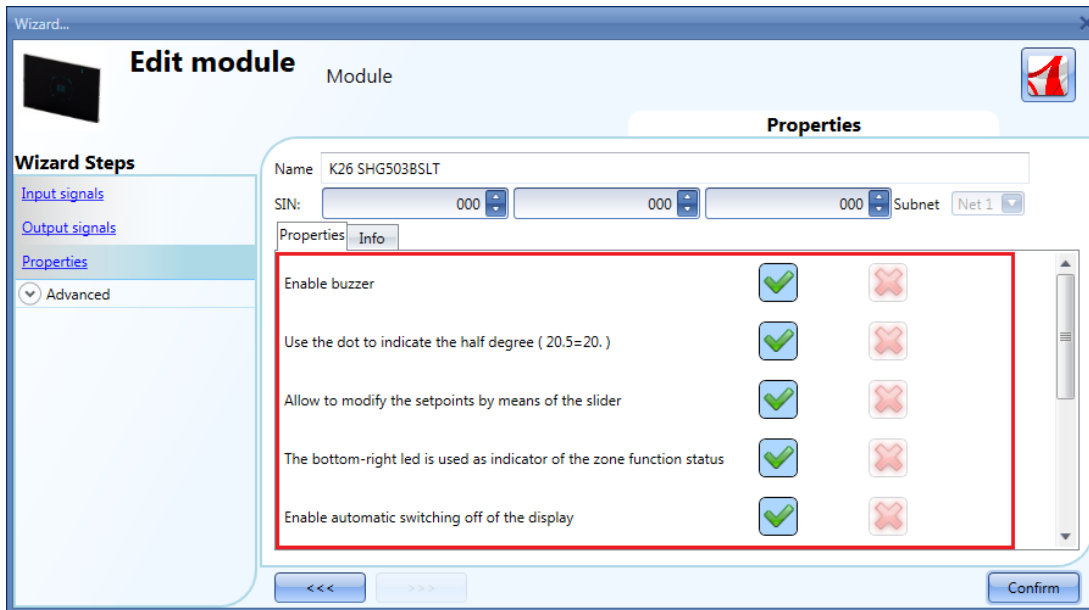 Wizard...
Edit module
Module
Properties
Wizard Steps
Input signals
Output signals
Properties
Advanced
Name K26 SHG503BSLT
SIN: 000 000 000 Subnet Net 1
Properties Info
Enable buzzer
Use the dot to indicate the half degree ( 20.5=20. )
Allow to modify the setpoints by means of the slider
The bottom-right led is used as indicator of the zone function status
Enable automatic switching off of the display
<<< >>> Confirm